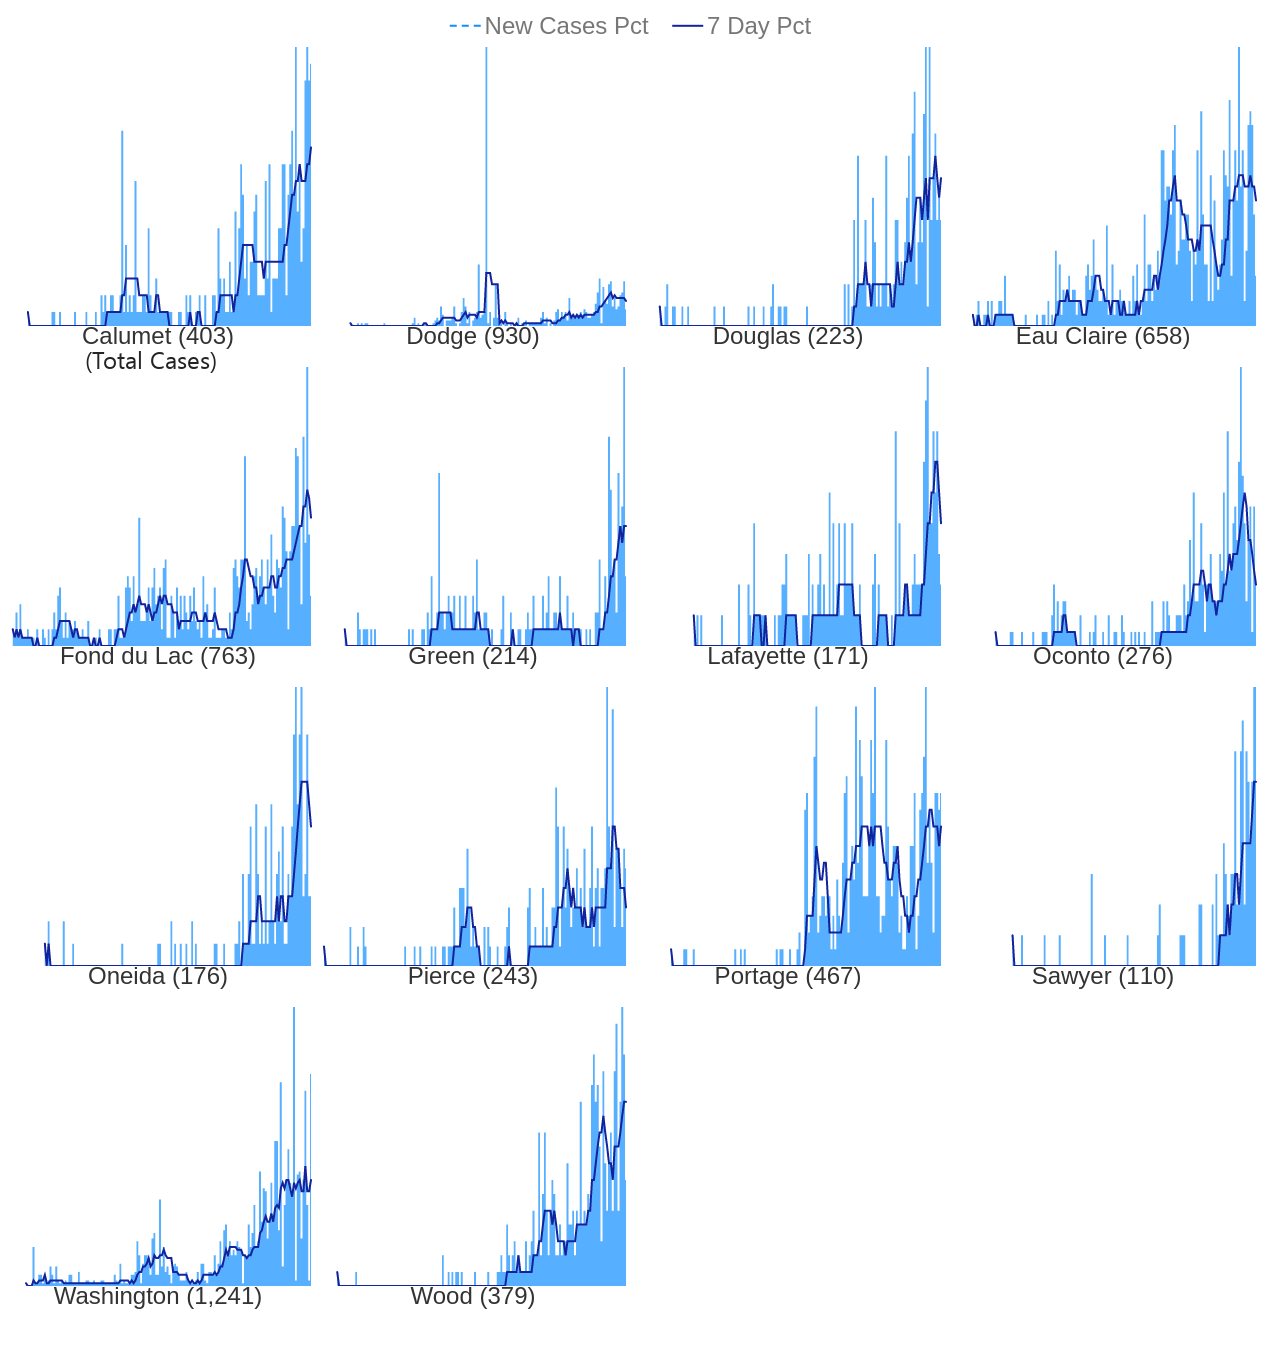 New Cases Pct 7 Day Pct
Calumet (403) Dodge (930) Douglas (223) Eau Claire (658)
(Total Cases)
Fond du Lac (763) Green (214) Lafayette (171) Oconto (276)
Oneida (176) Pierce (243) Portage (467) Sawyer (110)
Washington (1,241) Wood (379)